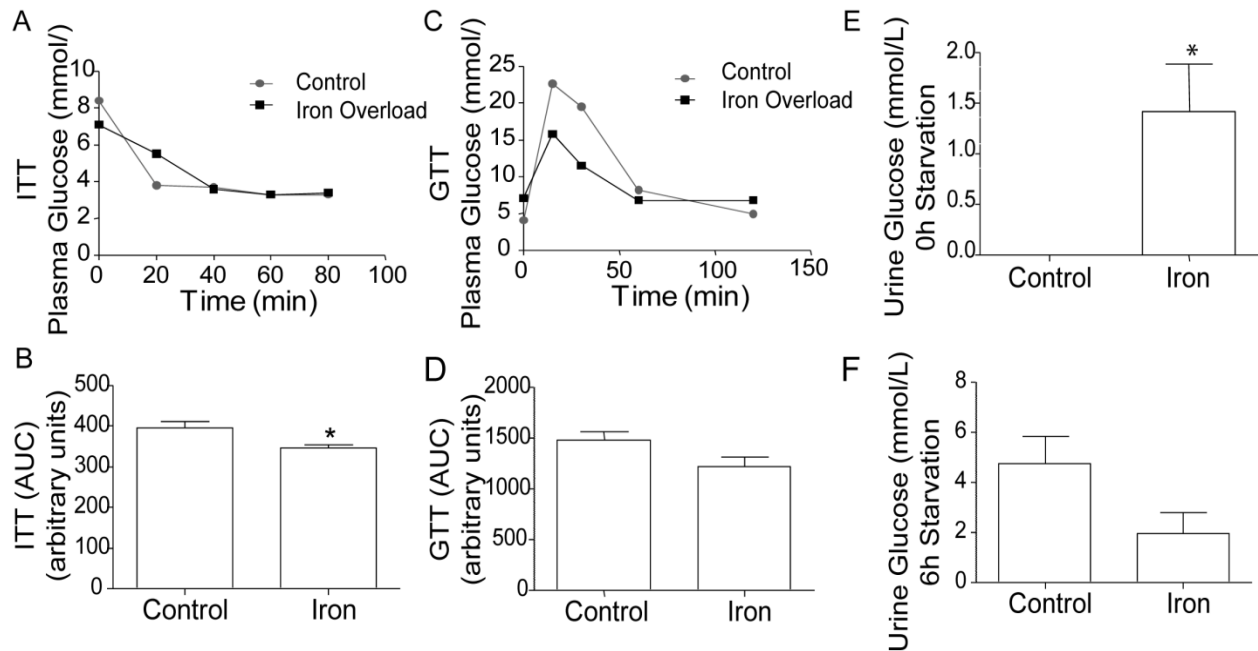 A
ITT
Plasma Glucose (mmol/)
10
8
6
4
2
0
0 20 40 60 80 100
Time (min)
Control
Iron Overload
B
ITT (AUC)
(arbitrary units)
500
400
300
200
100
0
*
Control Iron
C
GTT
Plasma Glucose (mmol/)
25
20
15
10
5
0
0 50 100 150
Time (min)
Control
Iron Overload
D
GTT (AUC)
(arbitrary units)
2000
1500
1000
500
0
Control Iron
E
Urine Glucose (mmol/L)
0h Starvation
2.0
1.5
1.0
0.5
0.0
*
Control Iron
F
Urine Glucose (mmol/L)
6h Starvation
8
6
4
2
0
Control Iron